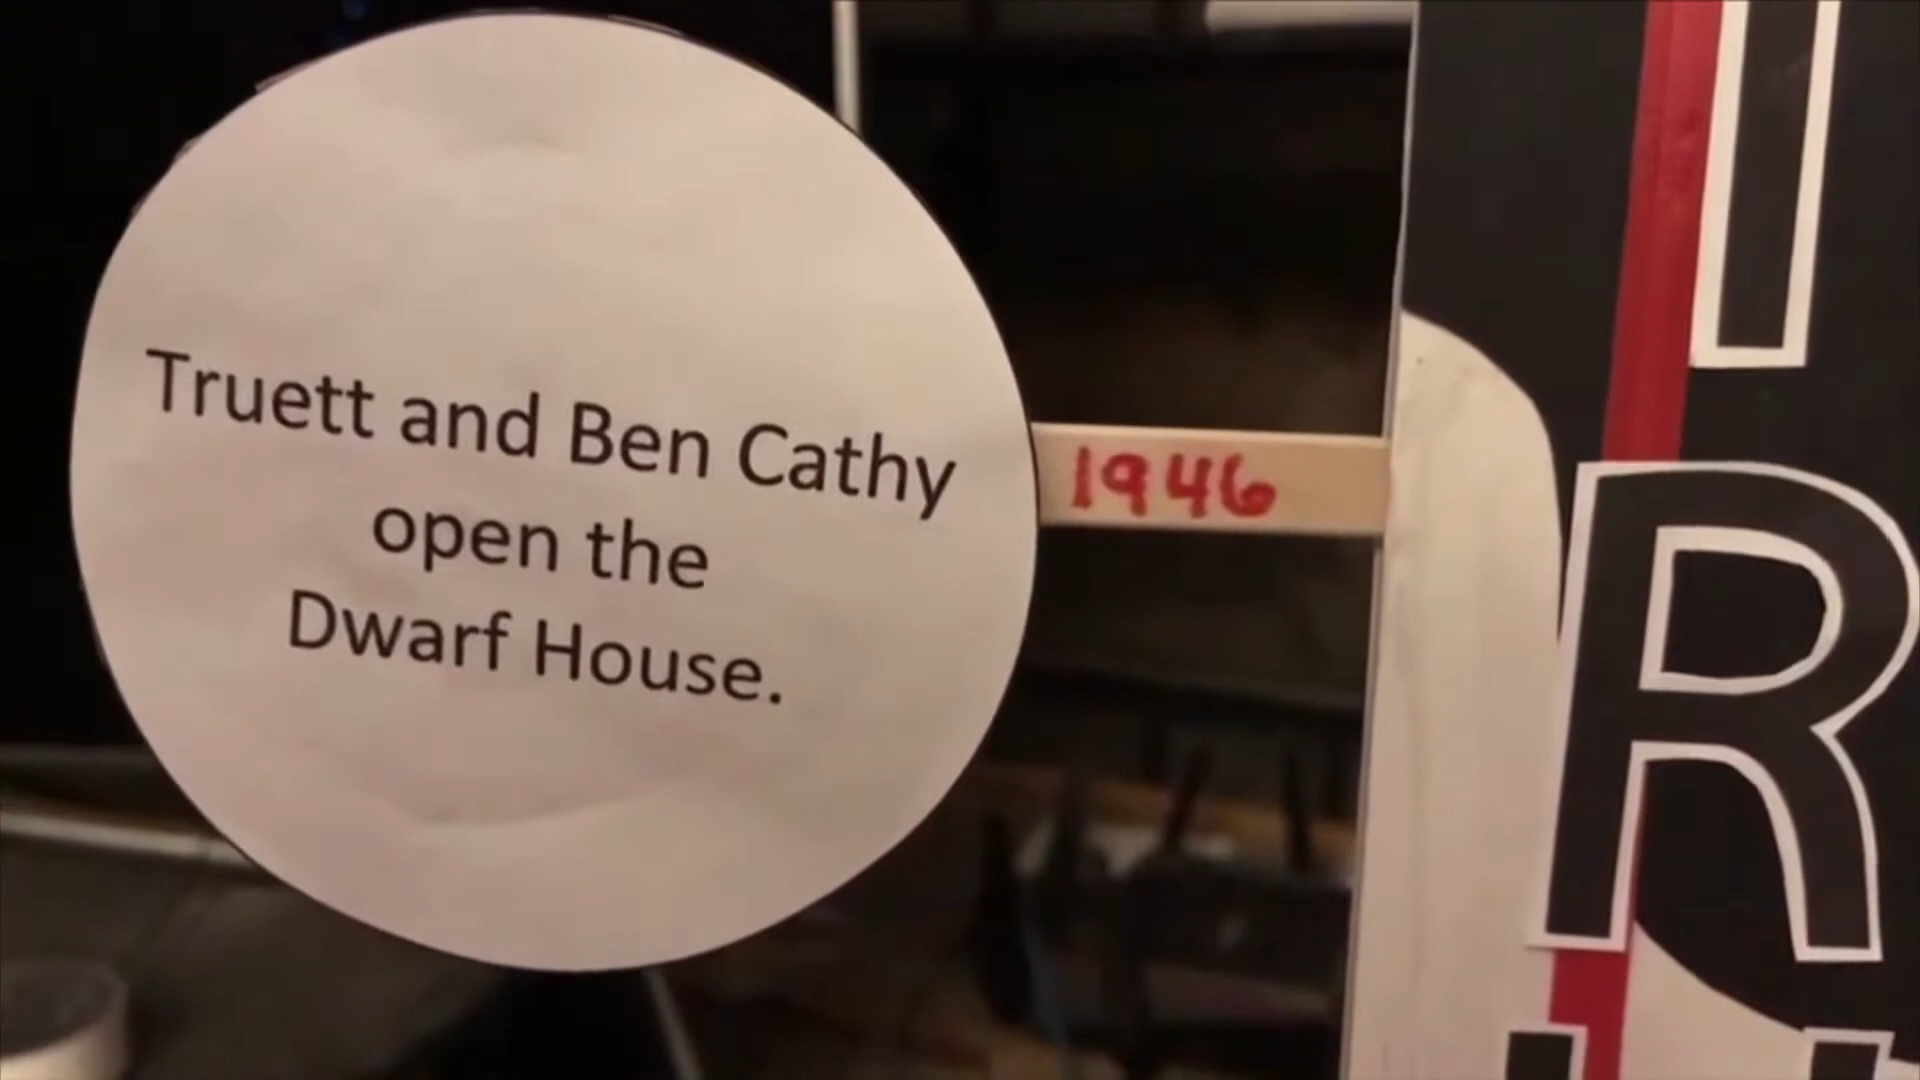 Truett and Ben Cathy
open the
Dwarf House.
1946
R